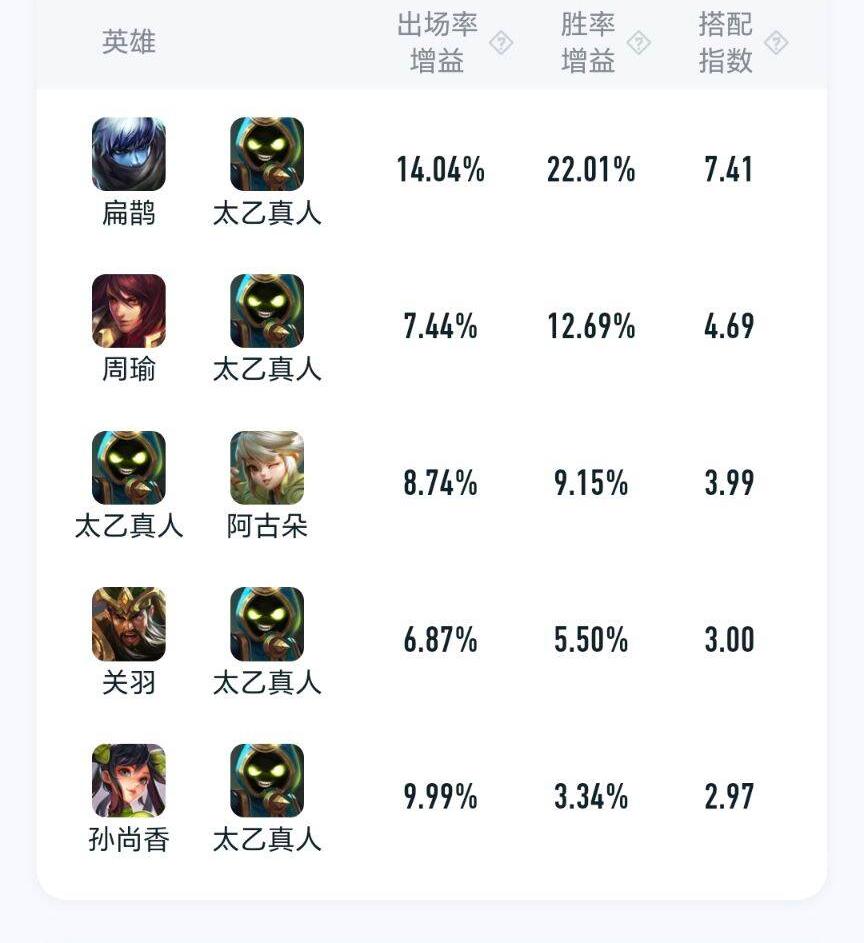 英雄
出场率增益 ?
胜率增益 ?
搭配指数 ?
扁鹊 太乙真人 14.04% 22.01% 7.41
周瑜 太乙真人 7.44% 12.69% 4.69
太乙真人 阿古朵 8.74% 9.15% 3.99
关羽 太乙真人 6.87% 5.50% 3.00
孙尚香 太乙真人 9.99% 3.34% 2.97